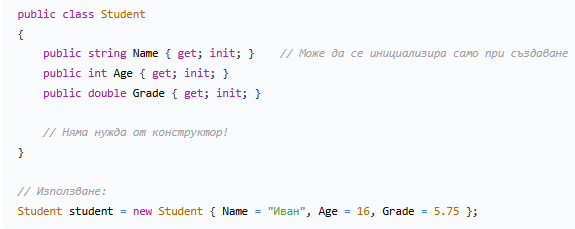 public class Student
{
    public string Name { get; init; }    // Може да се инициализира само при създаване
    public int Age { get; init; }
    public double Grade { get; init; }

    // Няма нужда от конструктор!
}

// Използване:
Student student = new Student { Name = "Иван", Age = 16, Grade = 5.75 };